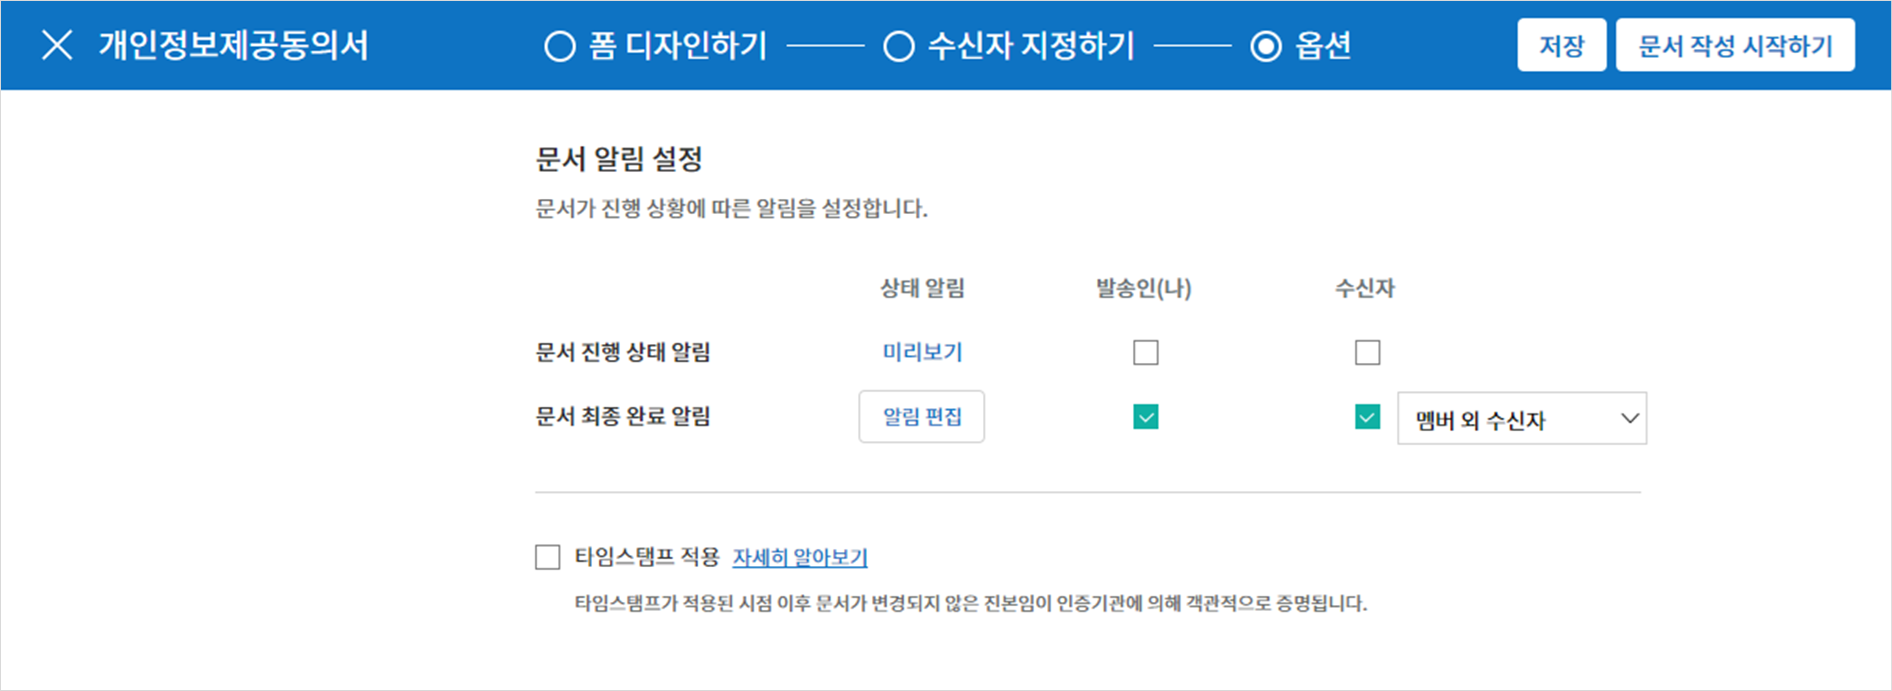 개인정보제공동의서 폼 디자인하기 수신자 지정하기 옵션 저장 문서 작성 시작하기
문서 알림 설정
문서가 진행 상황에 따른 알림을 설정합니다.
상태 알림 발송인(나) 수신자
문서 진행 상태 알림 미리보기
문서 최종 완료 알림 알림 편집 멤버 외 수신자
타임스탬프 적용 자세히 알아보기
타임스탬프가 적용된 시점 이후 문서가 변경되지 않은 진본임이 인증기관에 의해 객관적으로 증명됩니다.